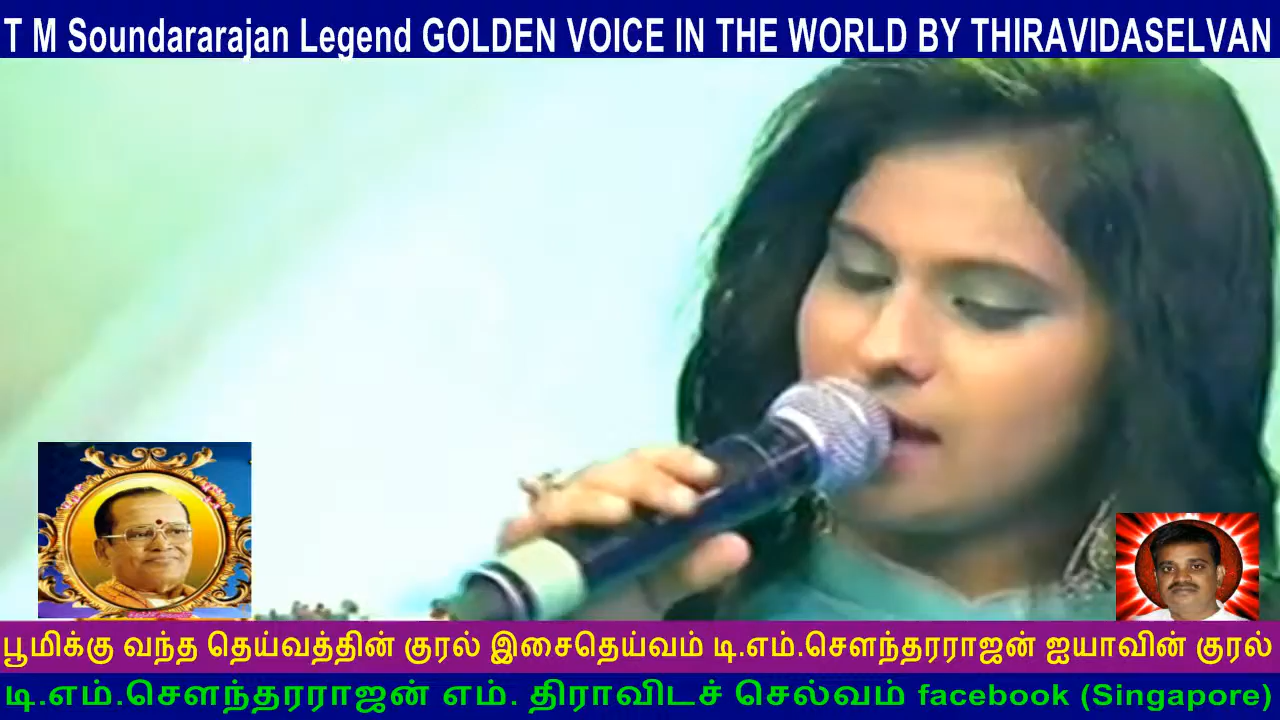 T M Soundararajan Legend GOLDEN VOICE IN THE WORLD BY THIRAVIDASELVAN
பூமிக்கு வந்த தெய்வத்தின் குரல் இசைதெய்வம் டி.எம்.சௌந்தரராஜன் ஐயாவின் குரல்
டி.எம்.சௌந்தரராஜன் எம். திராவிடச் செல்வம் facebook (Singapore)